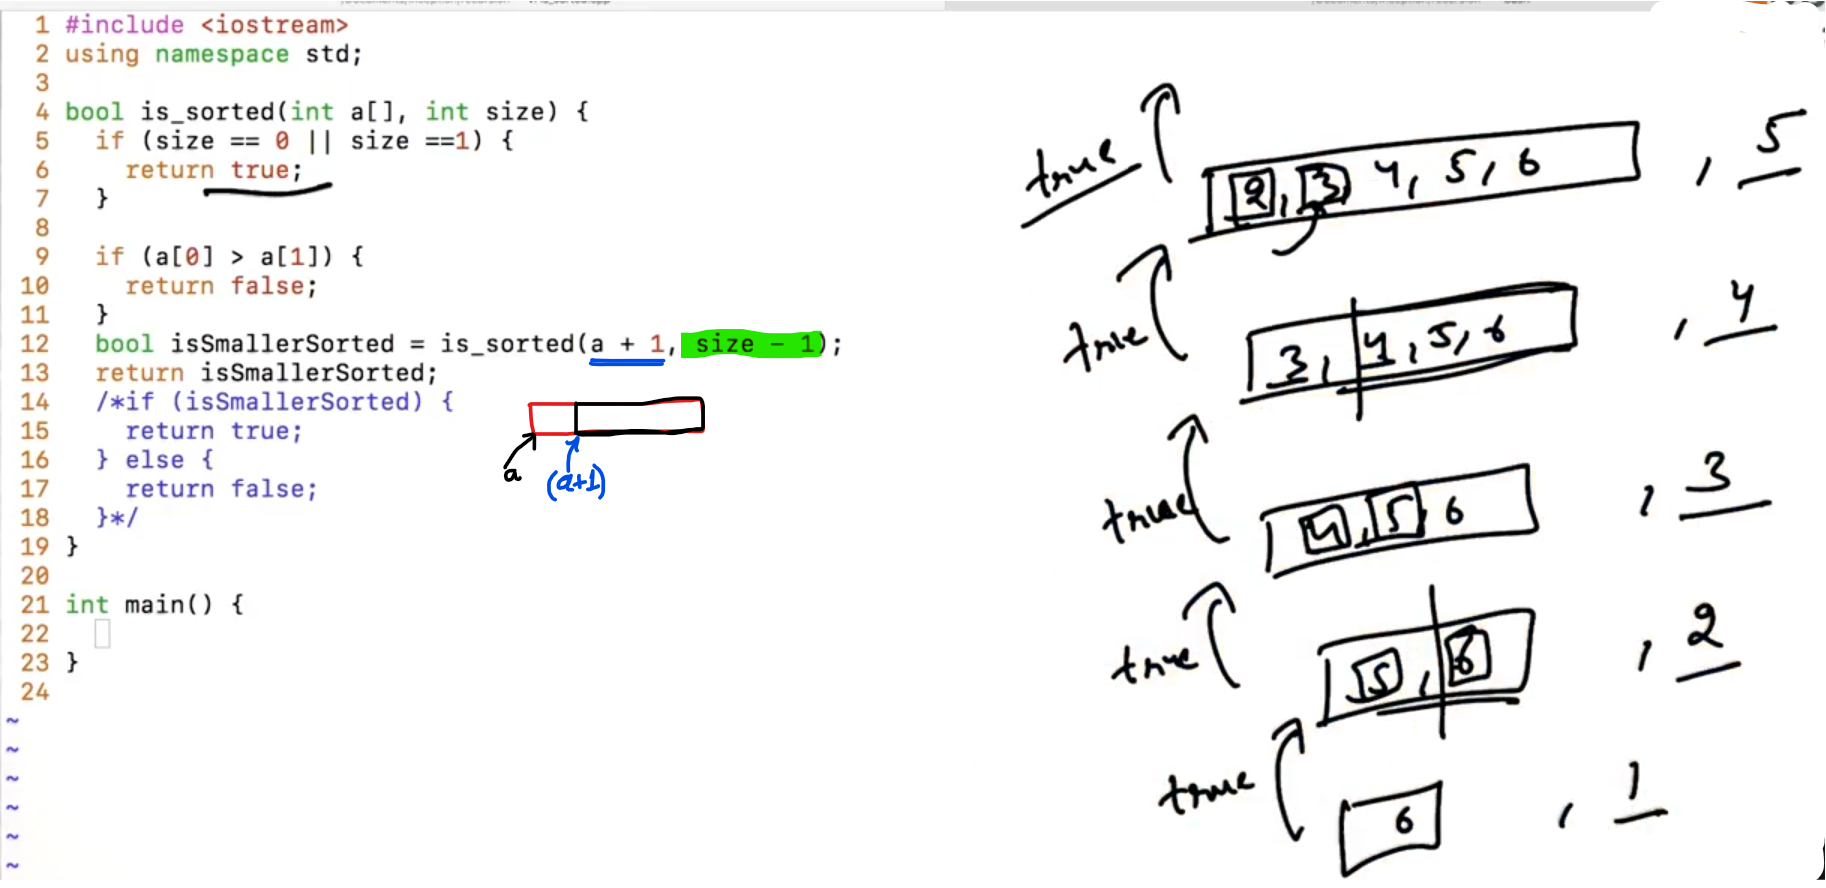 1 #include <iostream>
2 using namespace std;
3
4 bool is_sorted(int a[], int size) {
5 if (size == 0 || size ==1) {
6 return true;
7 }
8
9 if (a[0] > a[1]) {
10 return false;
11 }
12 bool isSmallerSorted = is_sorted(a + 1, size - 1);
13 return isSmallerSorted;
14 /*if (isSmallerSorted) {
15 return true;
16 } else {
17 return false;
18 }*/
19 }
20
21 int main() {
22
23 }
24
~
~
~
~
~
~
a
(a+1)
true
2, 3, 4, 5, 6 , 5
true
3, 4, 5, 6 , 4
true
4, 5, 6 , 3
true
5, 6 , 2
true
6 , 1